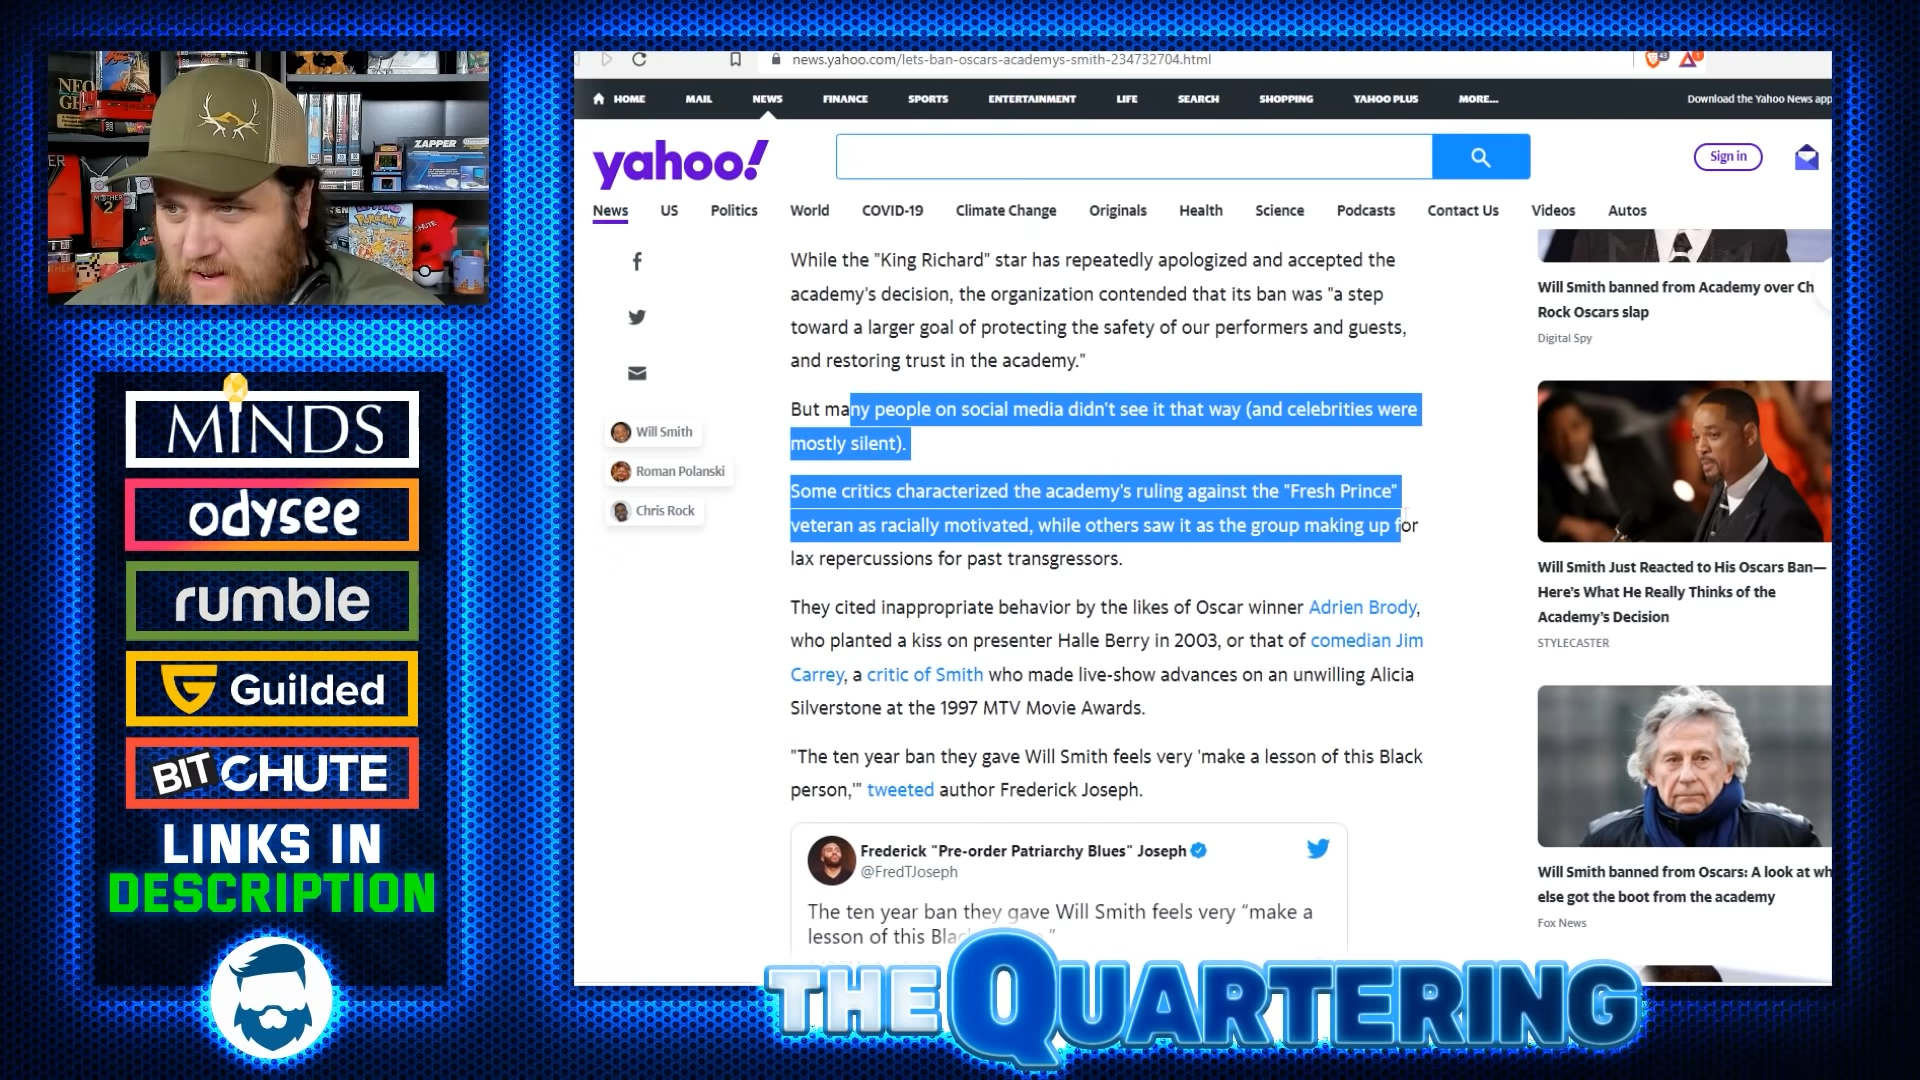 NEO
ZAPPER
MOTHER
2
POKéMON
CHUTE
MINDS
odysee
rumble
Guilded
BITCHUTE
LINKS IN
DESCRIPTION
news.yahoo.com/lets-ban-oscars-academys-smith-234732704.html
HOME MAIL NEWS FINANCE SPORTS ENTERTAINMENT LIFE SEARCH SHOPPING YAHOO PLUS MORE... Download the Yahoo News app
yahoo!
Sign in
News US Politics World COVID-19 Climate Change Originals Health Science Podcasts Contact Us Videos Autos
Will Smith
Roman Polanski
Chris Rock
While the "King Richard" star has repeatedly apologized and accepted the
academy's decision, the organization contended that its ban was "a step
toward a larger goal of protecting the safety of our performers and guests,
and restoring trust in the academy."
But many people on social media didn't see it that way (and celebrities were
mostly silent).
Some critics characterized the academy's ruling against the "Fresh Prince"
veteran as racially motivated, while others saw it as the group making up for
lax repercussions for past transgressors.
They cited inappropriate behavior by the likes of Oscar winner Adrien Brody,
who planted a kiss on presenter Halle Berry in 2003, or that of comedian Jim
Carrey, a critic of Smith who made live-show advances on an unwilling Alicia
Silverstone at the 1997 MTV Movie Awards.
"The ten year ban they gave Will Smith feels very 'make a lesson of this Black
person,'" tweeted author Frederick Joseph.
Frederick "Pre-order Patriarchy Blues" Joseph
@FredTJoseph
The ten year ban they gave Will Smith feels very “make a
lesson of this Blac
Will Smith banned from Academy over Ch
Rock Oscars slap
Digital Spy
Will Smith Just Reacted to His Oscars Ban—
Here's What He Really Thinks of the
Academy's Decision
STYLECASTER
Will Smith banned from Oscars: A look at wh
else got the boot from the academy
Fox News
THE QUARTERING